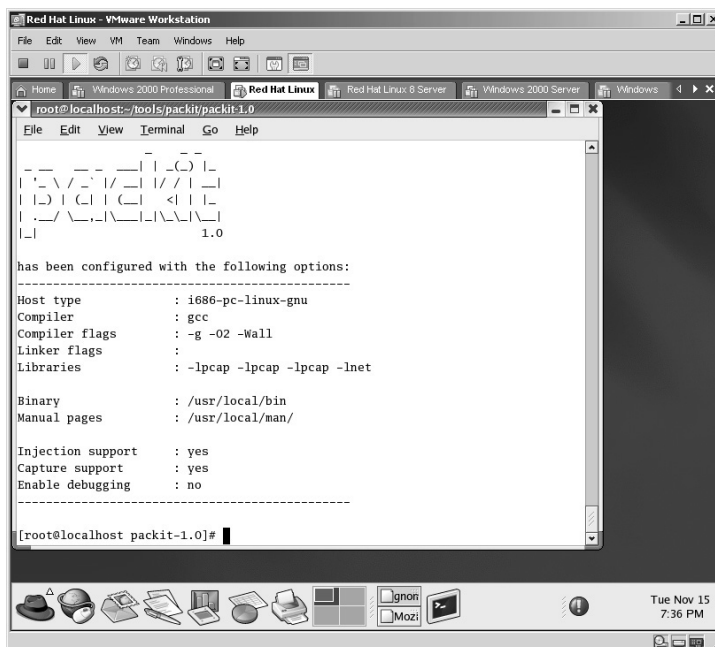 Red Hat Linux - VMware Workstation
File Edit View VM Team Windows Help
Home Windows 2000 Professional Red Hat Linux Red Hat Linux 8 Server Windows 2000 Server Windows
root@localhost:~/tools/packit/packit-1.0
File Edit View Terminal Go Help
1.0
has been configured with the following options:
-----------------------------------------------
Host type : i686-pc-linux-gnu
Compiler : gcc
Compiler flags : -g -O2 -Wall
Linker flags :
Libraries : -lpcap -lpcap -lpcap -lnet
Binary : /usr/local/bin
Manual pages : /usr/local/man/
Injection support : yes
Capture support : yes
Enable debugging : no
-----------------------------------------------
[root@localhost packit-1.0]#
gnori
Mozi
Tue Nov 15
7:36 PM